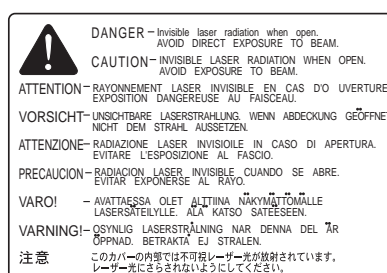 DANGER – Invisible laser radiation when open.
AVOID DIRECT EXPOSURE TO BEAM.
CAUTION – INVISIBLE LASER RADIATION WHEN OPEN.
AVOID EXPOSURE TO BEAM.
ATTENTION – RAYONNEMENT LASER INVISIBLE EN CAS D'O UVERTURE
EXPOSITION DANGEREUSE AU FAISCEAU.
VORSICHT – UNSICHTBARE LASERSTRAHLUNG. WENN ABDECKUNG GEÖFFNET
NICHT DEM STRAHL AUSSETZEN.
ATTENZIONE – RADIAZIONE LASER INVISIOILE IN CASO DI APERTURA.
EVITARE L'ESPOSIZIONE AL FASCIO.
PRECAUCION – RADIACION LASER INVISIBLE CUANDO SE ABRE.
EVITAR EXPONERSE AL RAYO.
VARO! – AVATTAESSA OLET ALTTIINA NÄKYMÄTTÖMÄLLE
LASERSÄTEILYLLE. ÄLÄ KATSO SÄTEESEEN.
VARNING! – OSYNLIG LASERSTRÅLNING NAR DENNA DEL ÄR
ÖPPNAD. BETRAKTA EJ STRALEN.
注意 このカバーの内部では不可視レーザー光が放射されています。
レーザー光にさらされないようにしてください。